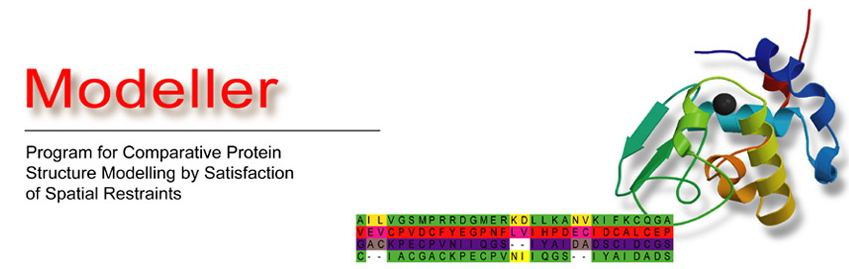 Modeller
Program for Comparative Protein
Structure Modelling by Satisfaction
of Spatial Restraints
AILVGSMPRRDGMERKDLLKANVKIFKCQGA
VEVCPVDCFYEGPNFLVIHPDECIDCALCEP
GACKPECPVNIIQGS--IYAIDADSCIDCGS
C--IACGACKPECPVNIIQGS--IYAIDADS